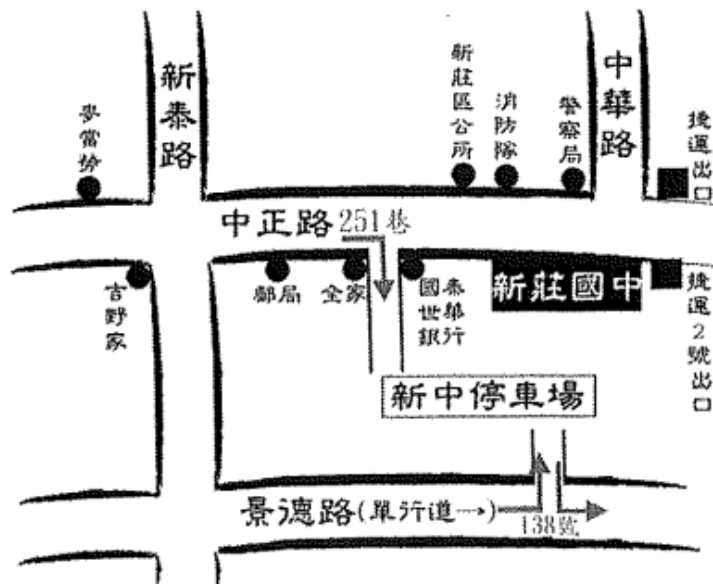 新泰路
中華路
麥當勞
新莊區公所
消防隊
警察局
捷運出口
中正路
251巷
吉野家
郵局
全家
國泰
世華
銀行
新莊國中
捷運2號出口
新中停車場
景德路(單行道→)
138號